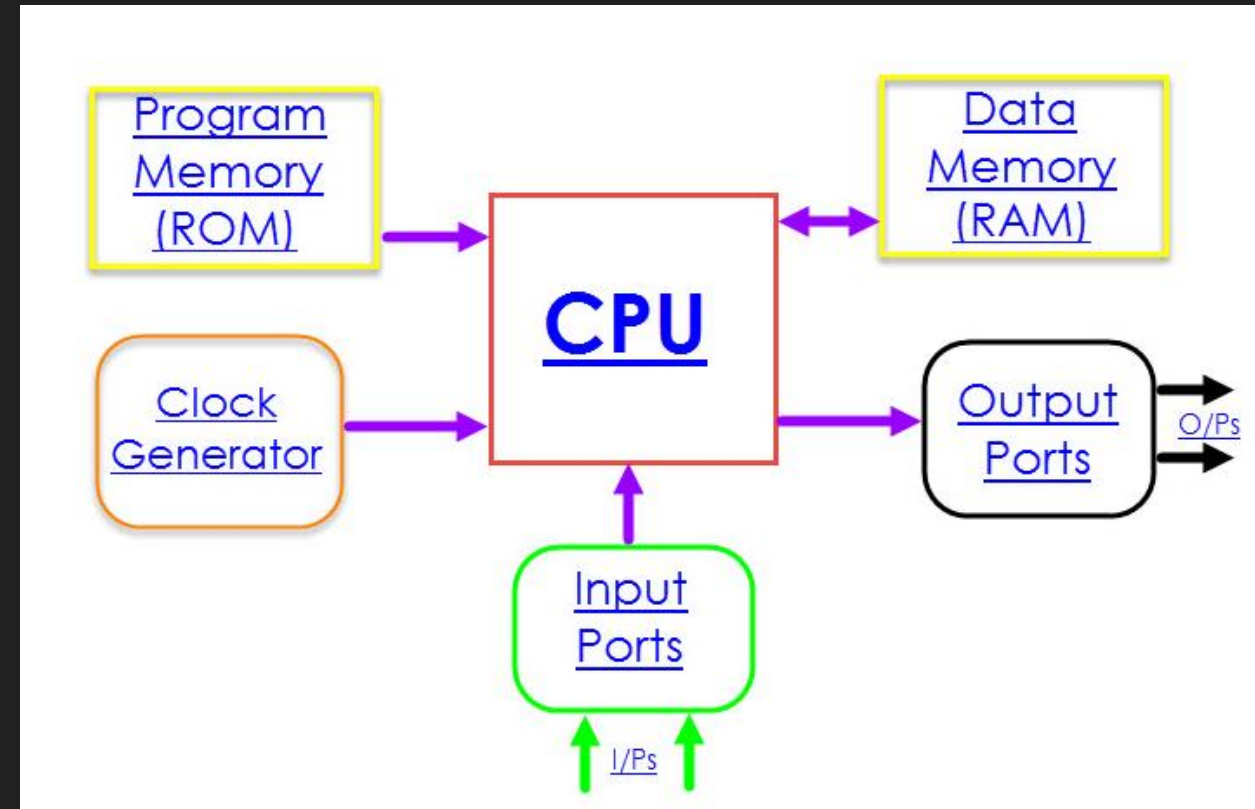 Program
Memory
(ROM)
Data
Memory
(RAM)
CPU
Clock
Generator
Output
Ports
O/Ps
Input
Ports
I/Ps